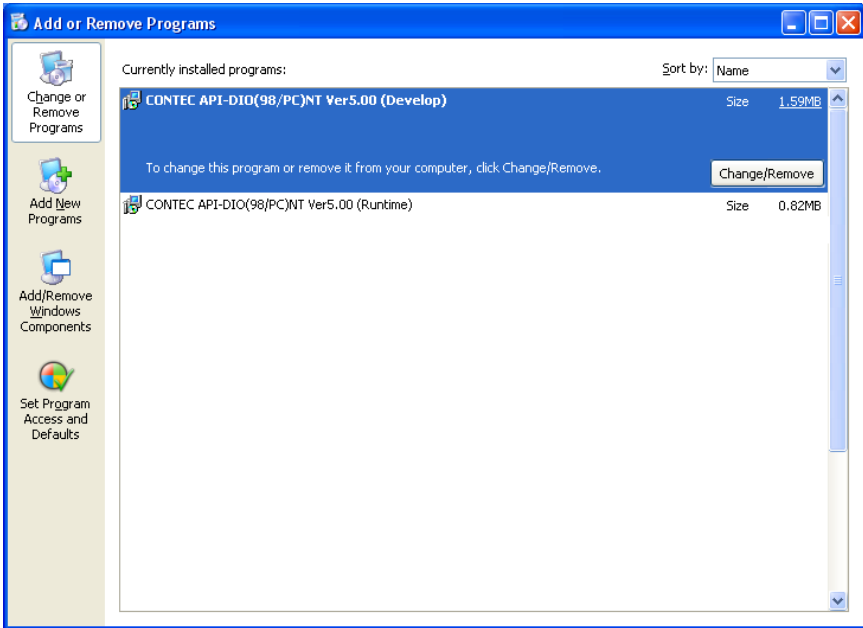 Add or Remove Programs
Change or
Remove
Programs
Add New
Programs
Add/Remove
Windows
Components
Set Program
Access and
Defaults
Currently installed programs:
Sort by: Name
CONTEC API-DIO(98/PC)NT Ver5.00 (Develop) Size 1.59MB
To change this program or remove it from your computer, click Change/Remove. Change/Remove
CONTEC API-DIO(98/PC)NT Ver5.00 (Runtime) Size 0.82MB